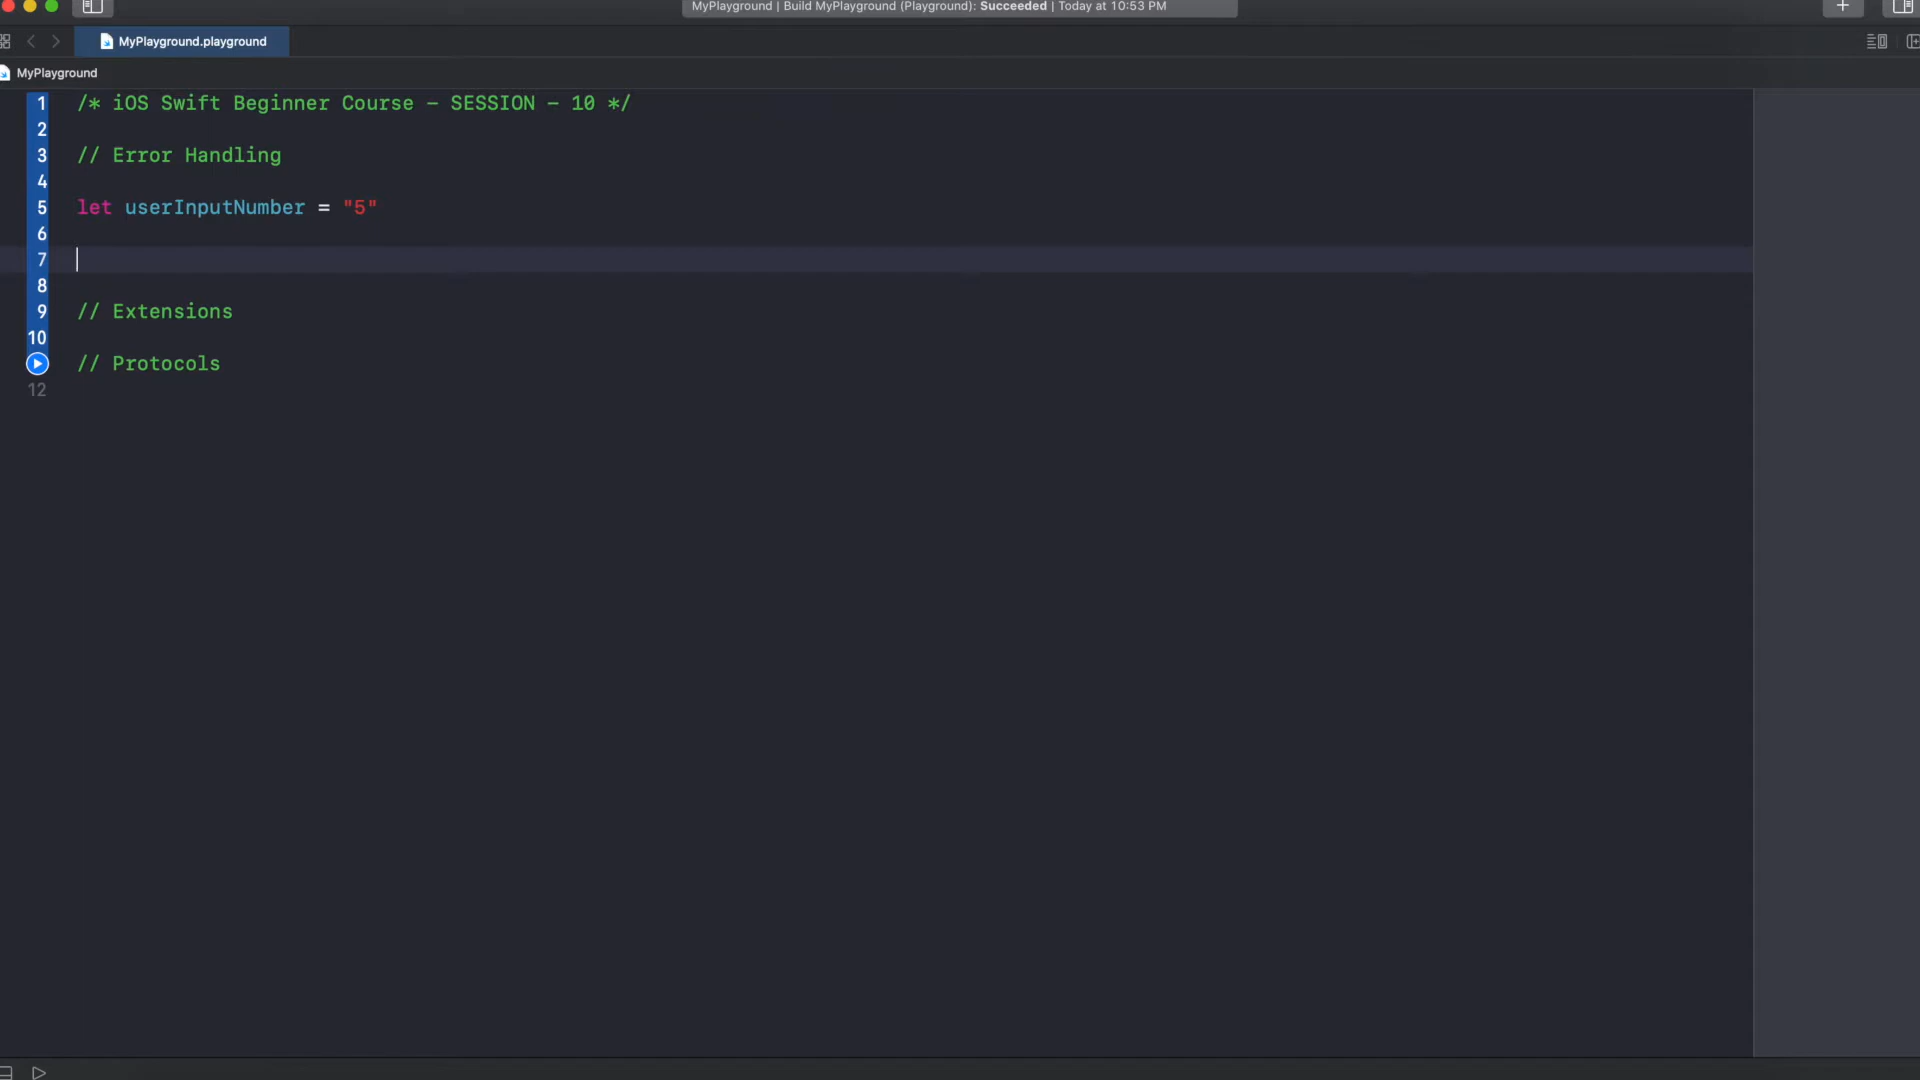 MyPlayground | Build MyPlayground (Playground): Succeeded | Today at 10:53 PM
MyPlayground.playground
MyPlayground
1 /* iOS Swift Beginner Course - SESSION - 10 */
2
3 // Error Handling
4
5 let userInputNumber = "5"
6
7
8
9 // Extensions
10
// Protocols
12